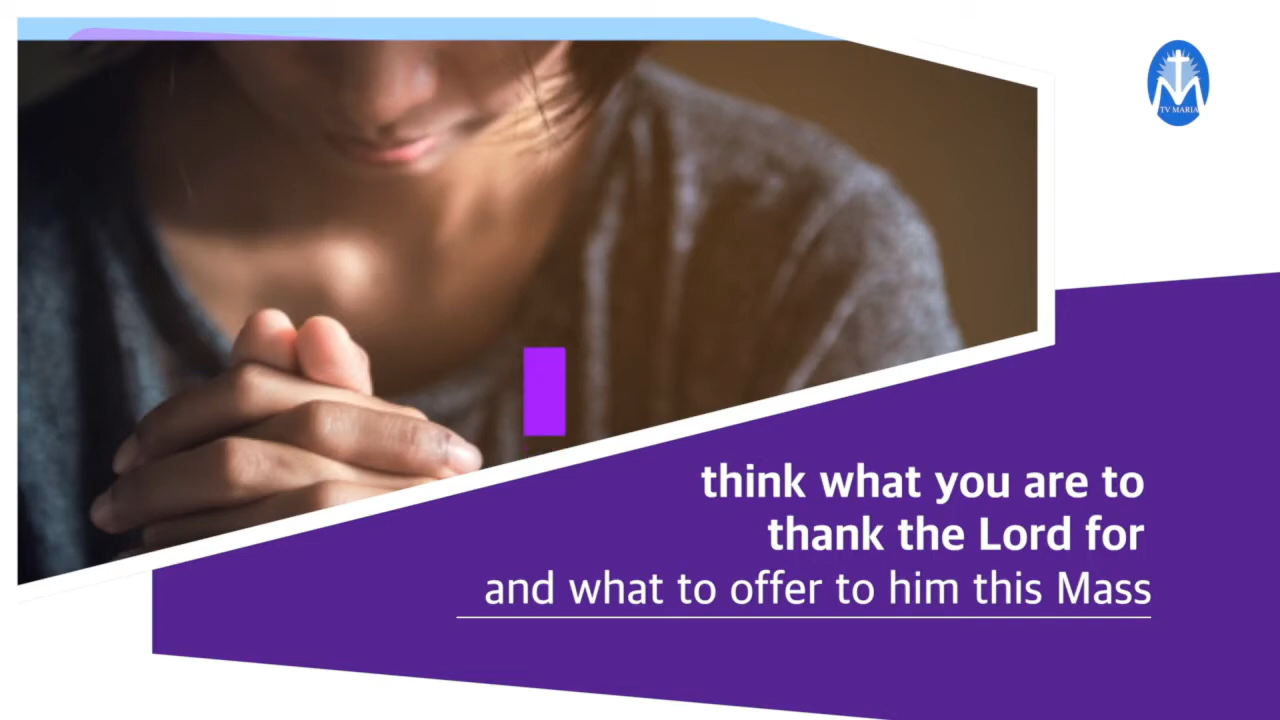 TV MARIA
think what you are to
thank the Lord for
and what to offer to him this Mass